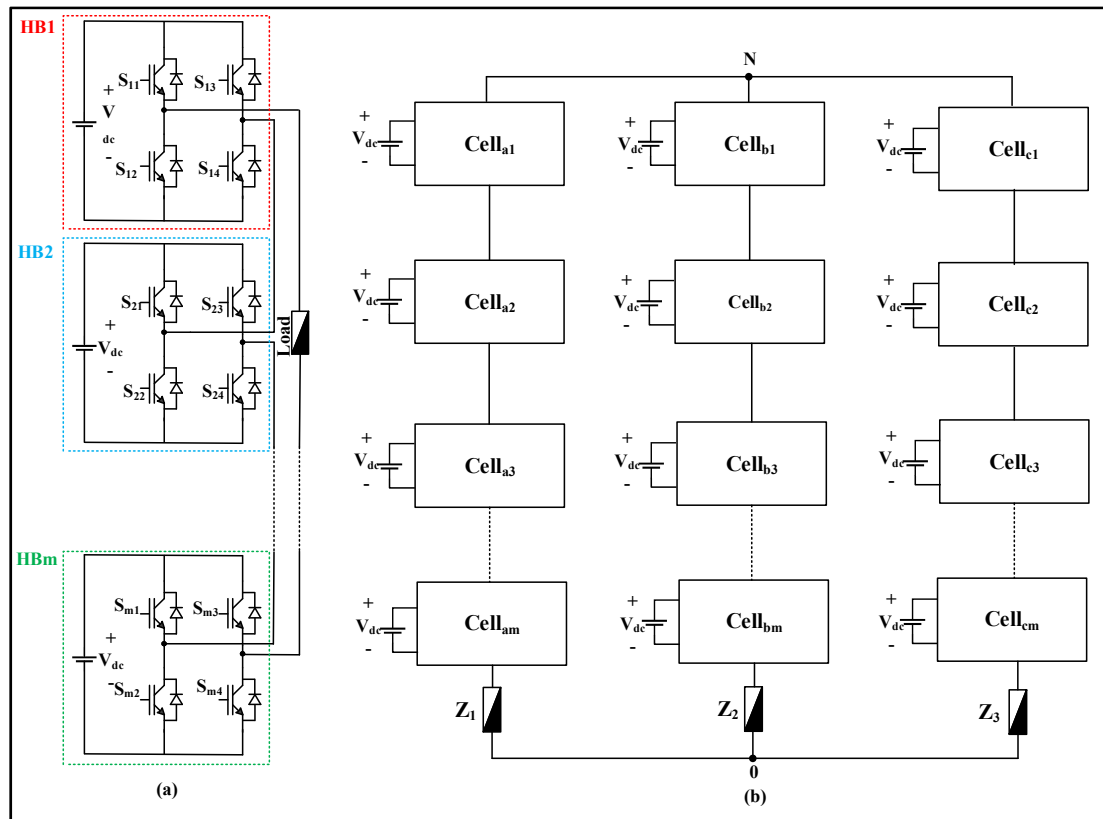 HB1
S11
S13
+
V
dc
-
S12
S14
HB2
S21
S23
+
Vdc
-
S22
S24
Load
HBm
Sm1
Sm3
+
Vdc
-
Sm2
Sm4
(a)
N
+
Vdc
-
Cella1
+
Vdc
-
Cellb1
+
Vdc
-
Cellc1
+
Vdc
-
Cella2
+
Vdc
-
Cellb2
+
Vdc
-
Cellc2
+
Vdc
-
Cella3
+
Vdc
-
Cellb3
+
Vdc
-
Cellc3
+
Vdc
-
Cellam
+
Vdc
-
Cellbm
+
Vdc
-
Cellcm
Z1
Z2
Z3
0
(b)